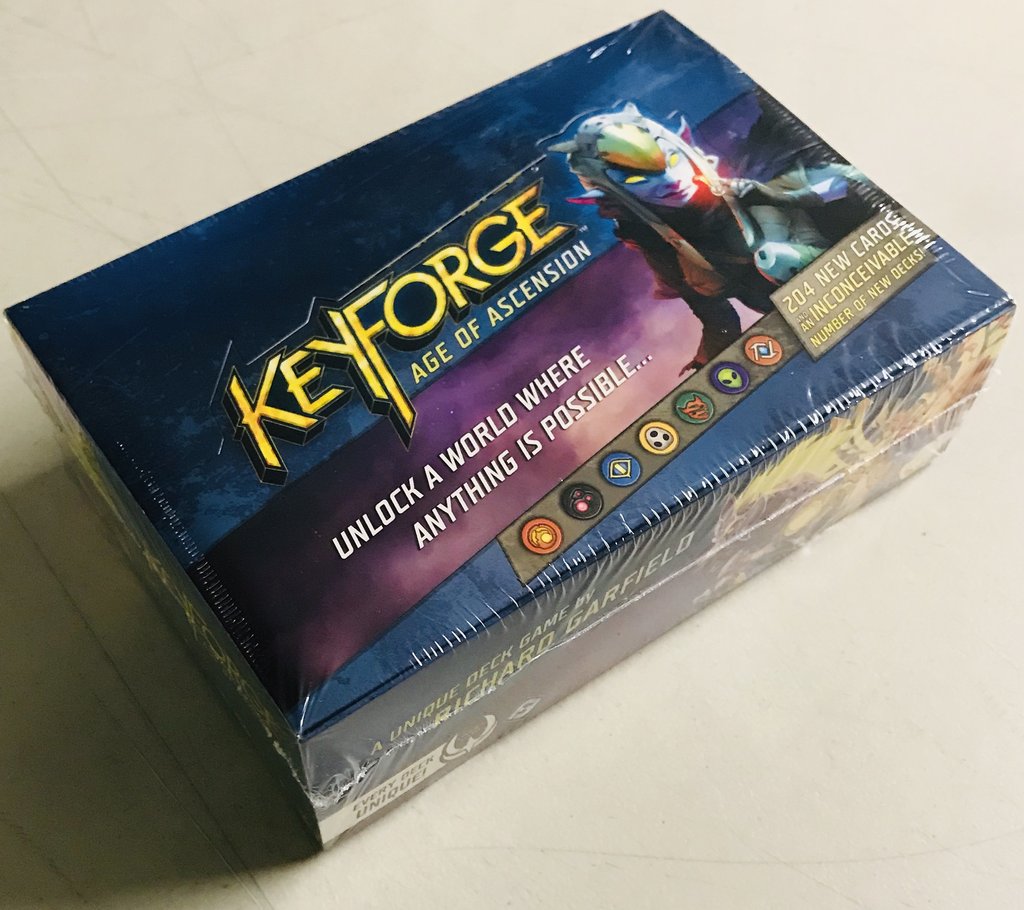 KEYFORGE
AGE OF ASCENSION
UNLOCK A WORLD WHERE
ANYTHING IS POSSIBLE...
204 NEW CARDS
AND
AN INCONCEIVABLE
NUMBER OF NEW DECKS!
A UNIQUE DECK GAME BY
RICHARD GARFIELD
EVERY DECK
UNIQUE!